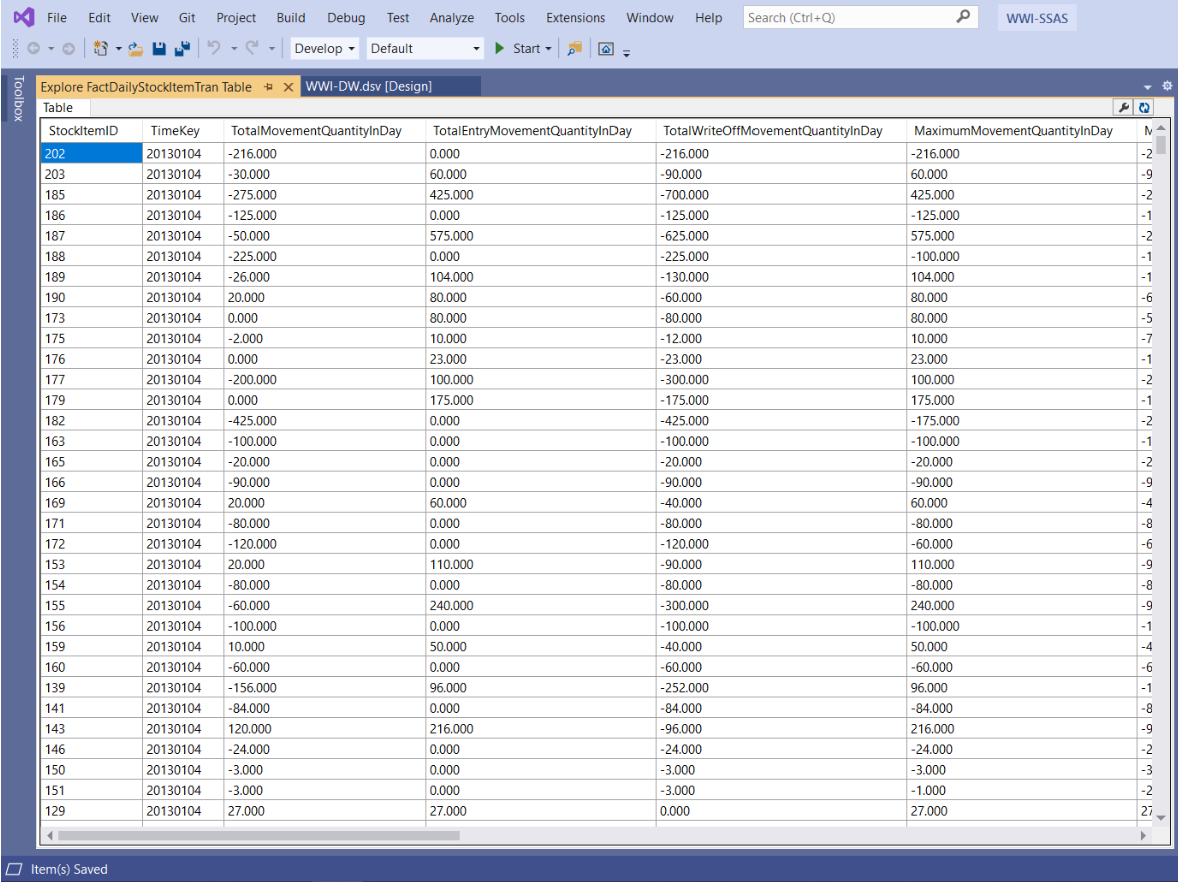 File Edit View Git Project Build Debug Test Analyze Tools Extensions Window Help Search (Ctrl+Q) WWI-SSAS
Develop Default Start
Toolbox
Explore FactDailyStockItemTran Table WWI-DW.dsv [Design]
Table
StockItemID TimeKey TotalMovementQuantityInDay TotalEntryMovementQuantityInDay TotalWriteOffMovementQuantityInDay MaximumMovementQuantityInDay M
202 20130104 -216.000 0.000 -216.000 -216.000 -2
203 20130104 -30.000 60.000 -90.000 60.000 -9
185 20130104 -275.000 425.000 -700.000 425.000 -2
186 20130104 -125.000 0.000 -125.000 -125.000 -1
187 20130104 -50.000 575.000 -625.000 575.000 -2
188 20130104 -225.000 0.000 -225.000 -100.000 -1
189 20130104 -26.000 104.000 -130.000 104.000 -1
190 20130104 20.000 80.000 -60.000 80.000 -6
173 20130104 0.000 80.000 -80.000 80.000 -5
175 20130104 -2.000 10.000 -12.000 10.000 -7
176 20130104 0.000 23.000 -23.000 23.000 -1
177 20130104 -200.000 100.000 -300.000 100.000 -2
179 20130104 0.000 175.000 -175.000 175.000 -1
182 20130104 -425.000 0.000 -425.000 -175.000 -2
163 20130104 -100.000 0.000 -100.000 -100.000 -1
165 20130104 -20.000 0.000 -20.000 -20.000 -2
166 20130104 -90.000 0.000 -90.000 -90.000 -9
169 20130104 20.000 60.000 -40.000 60.000 -4
171 20130104 -80.000 0.000 -80.000 -80.000 -8
172 20130104 -120.000 0.000 -120.000 -60.000 -6
153 20130104 20.000 110.000 -90.000 110.000 -9
154 20130104 -80.000 0.000 -80.000 -80.000 -8
155 20130104 -60.000 240.000 -300.000 240.000 -9
156 20130104 -100.000 0.000 -100.000 -100.000 -1
159 20130104 10.000 50.000 -40.000 50.000 -4
160 20130104 -60.000 0.000 -60.000 -60.000 -6
139 20130104 -156.000 96.000 -252.000 96.000 -1
141 20130104 -84.000 0.000 -84.000 -84.000 -8
143 20130104 120.000 216.000 -96.000 216.000 -9
146 20130104 -24.000 0.000 -24.000 -24.000 -2
150 20130104 -3.000 0.000 -3.000 -3.000 -3
151 20130104 -3.000 0.000 -3.000 -1.000 -2
129 20130104 27.000 27.000 0.000 27.000 27
Item(s) Saved